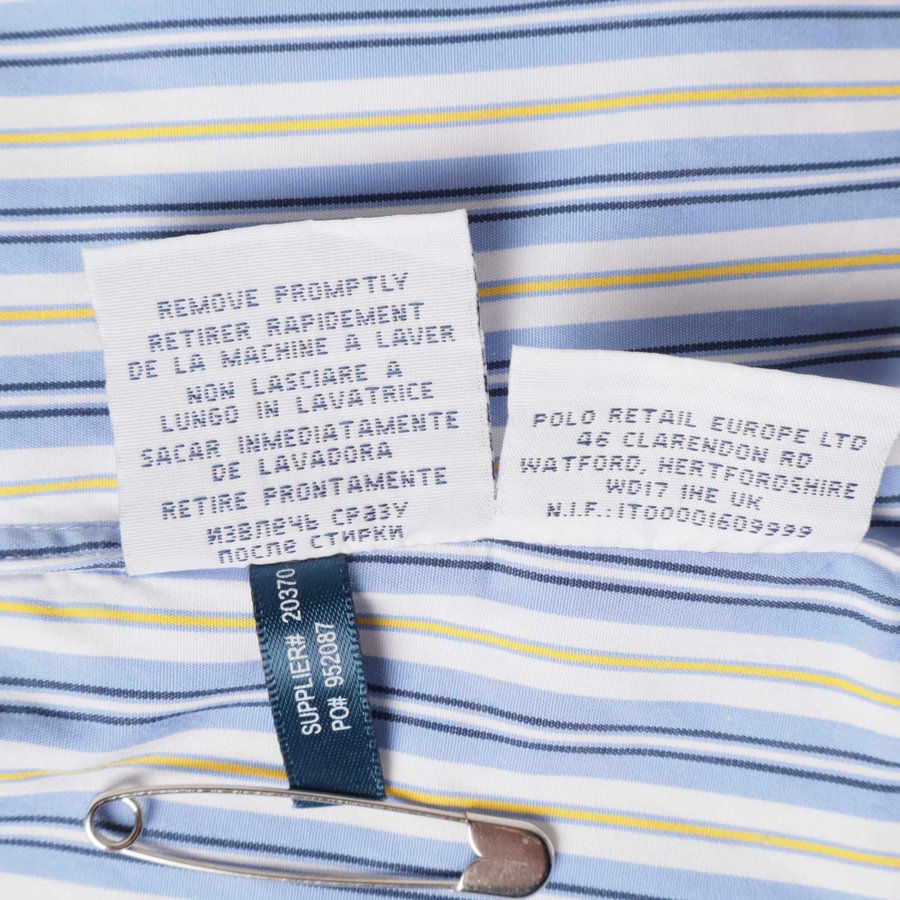 REMOVE PROMPTLY
RETIRER RAPIDEMENT
DE LA MACHINE A LAVER
NON LASCIARE A
LUNGO IN LAVATRICE
SACAR INMEDIATAMENTE
DE LAVADORA
RETIRE PRONTAMENTE
ИЗВЛЕЧЬ СРАЗУ
ПОСЛЕ СТИРКИ
POLO RETAIL EUROPE LTD
46 CLARENDON RD
WATFORD, HERTFORDSHIRE
WD17 1HE UK
N.I.F.:IT00001609999
SUPPLIER# 20370
PO# 952087